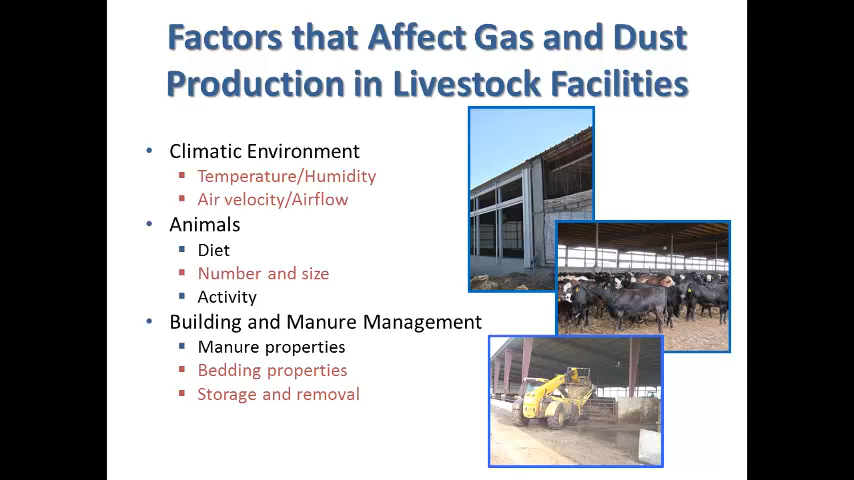 Factors that Affect Gas and Dust
Production in Livestock Facilities
• Climatic Environment
▪ Temperature/Humidity
▪ Air velocity/Airflow
• Animals
▪ Diet
▪ Number and size
▪ Activity
• Building and Manure Management
▪ Manure properties
▪ Bedding properties
▪ Storage and removal